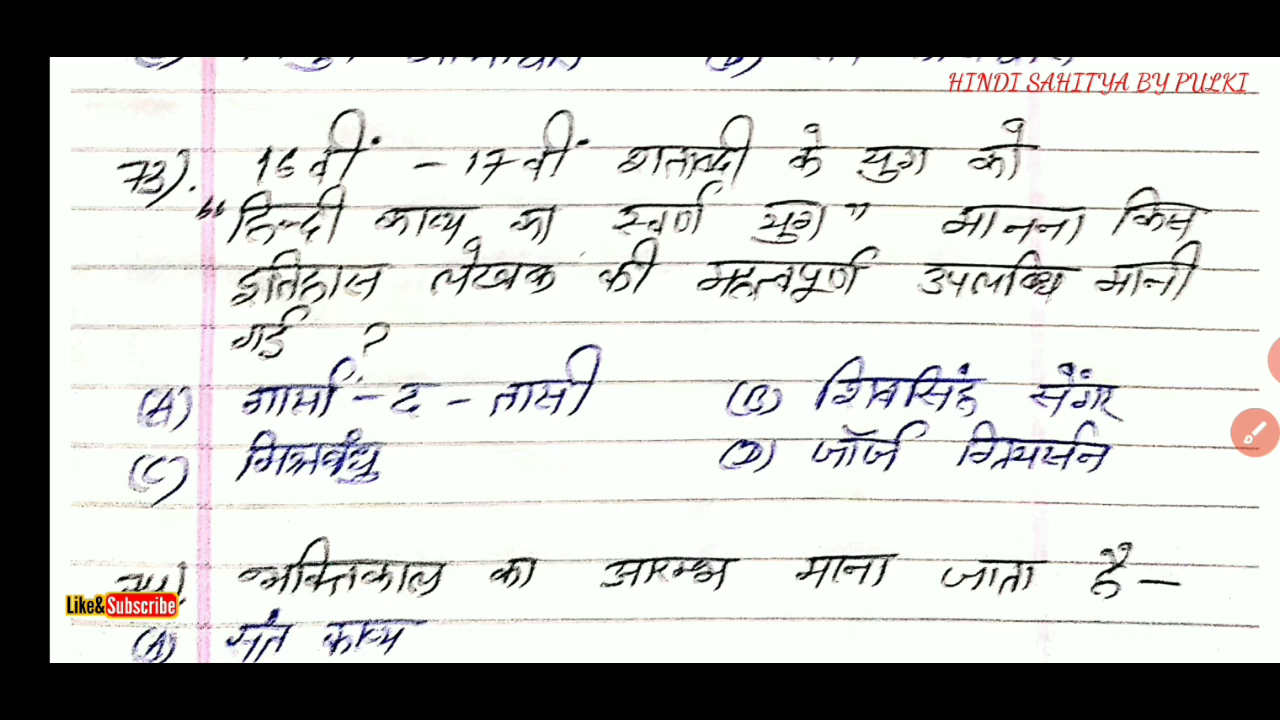 HINDI SAHITYA BY PULKI
73). 16वीं - 17वीं शताब्दी के युग को
"हिन्दी काव्य का स्वर्ण युग" मानना किस
इतिहास लेखक की महत्वपूर्ण उपलब्धि मानी
गई ?
(A) गार्सा - द - तासी (B) शिवसिंह सेंगर
(C) मिश्रबंधु (D) जॉर्ज ग्रियर्सन
74) भक्तिकाल का आरम्भ माना जाता है -
Like&Subscribe
(A) संत काव्य